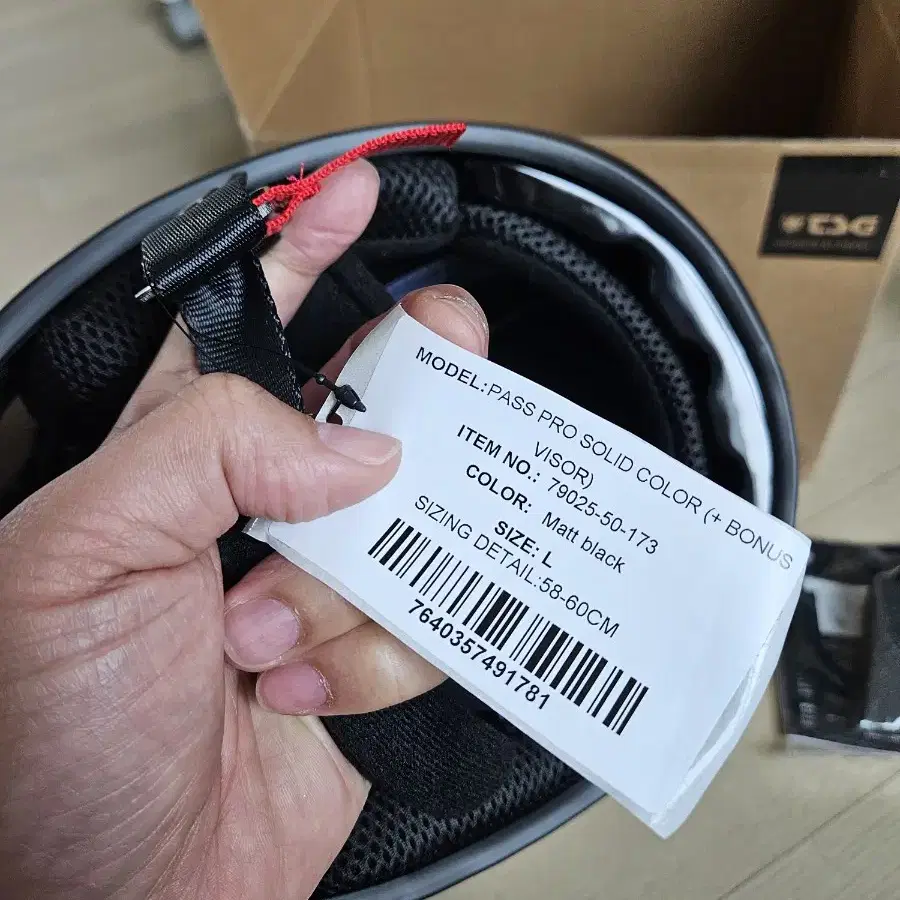 TSG
MODEL:PASS PRO SOLID COLOR (+ BONUS
VISOR)
ITEM NO.: 79025-50-173
COLOR: Matt black
SIZE: L
SIZING DETAIL:58-60CM
7640357491781